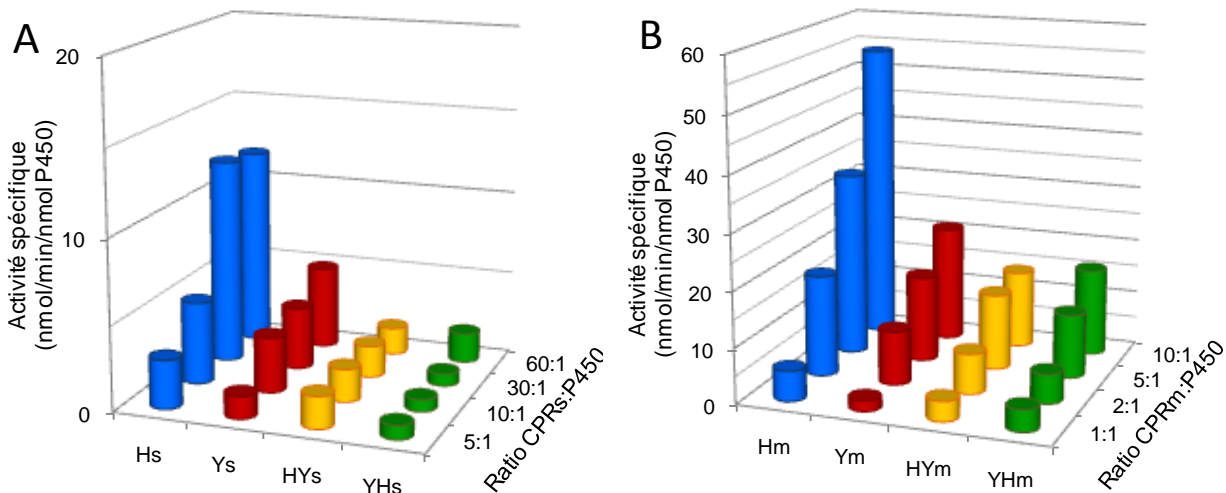 A
20
10
0
Activité spécifique
(nmol/min/nmol P450)
Hs
Ys
HYs
YHs
5:1
10:1
30:1
60:1
Ratio CPRs:P450
B
60
50
40
30
20
10
0
Activité spécifique
(nmol/min/nmol P450)
Hm
Ym
HYm
YHm
1:1
2:1
5:1
10:1
Ratio CPRm:P450